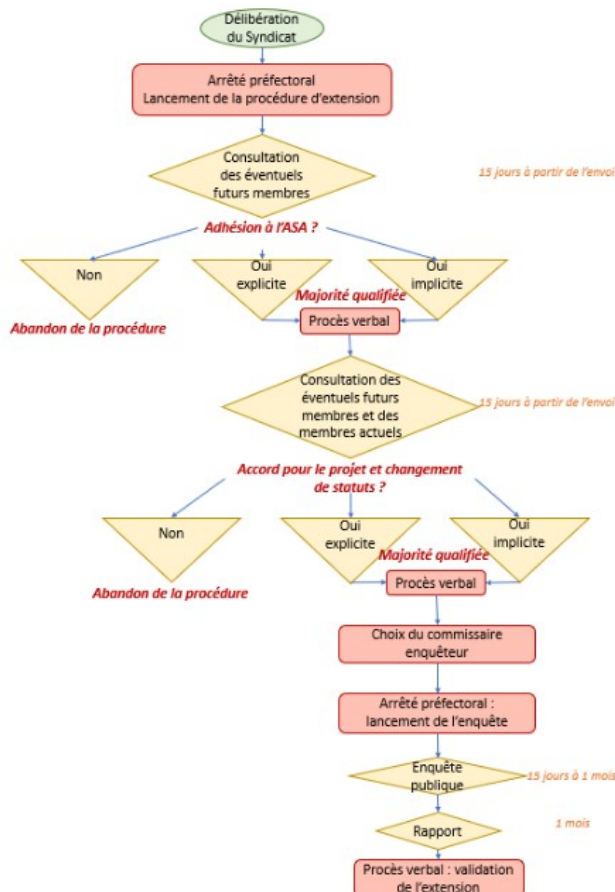 Délibération
du Syndicat
Arrêté préfectoral
Lancement de la procédure d'extension
Consultation
des éventuels
futurs membres
15 jours à partir de l'envoi
Adhésion à l'ASA ?
Non
Oui
explicite
Oui
implicite
Majorité qualifiée
Abandon de la procédure
Procès verbal
Consultation des
éventuels futurs
membres et des
membres actuels
15 jours à partir de l'envoi
Accord pour le projet et changement
de statuts ?
Non
Oui
explicite
Oui
implicite
Majorité qualifiée
Abandon de la procédure
Procès verbal
Choix du commissaire
enquêteur
Arrêté préfectoral :
lancement de l'enquête
Enquête
publique
15 jours à 1 mois
Rapport
1 mois
Procès verbal : validation
de l'extension